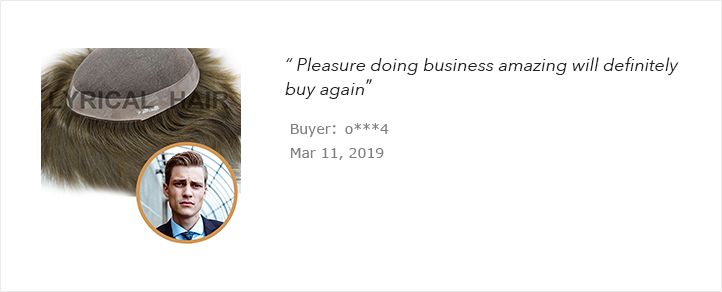 “ Pleasure doing business amazing will definitely
buy again”
LYRICAL HAIR
Buyer: o***4
Mar 11, 2019